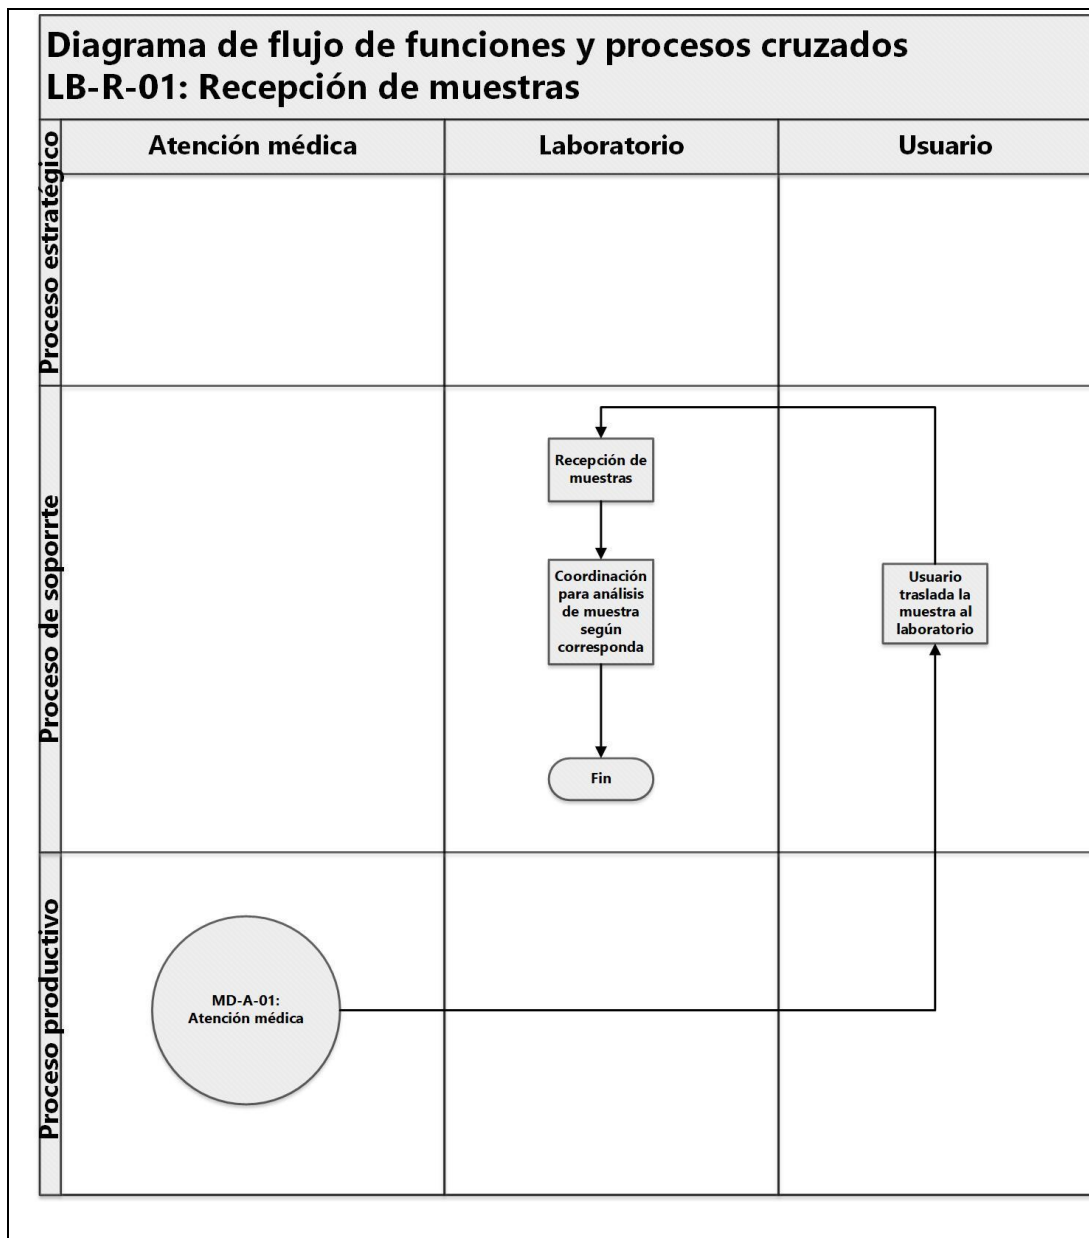 Diagrama de flujo de funciones y procesos cruzados
LB-R-01: Recepción de muestras
Atención médica
Laboratorio
Usuario
Proceso estratégico
Proceso de soporrte
Recepción de
muestras
Coordinación
para análisis
de muestra
según
corresponda
Fin
Usuario
traslada la
muestra al
laboratorio
Proceso productivo
MD-A-01:
Atención médica